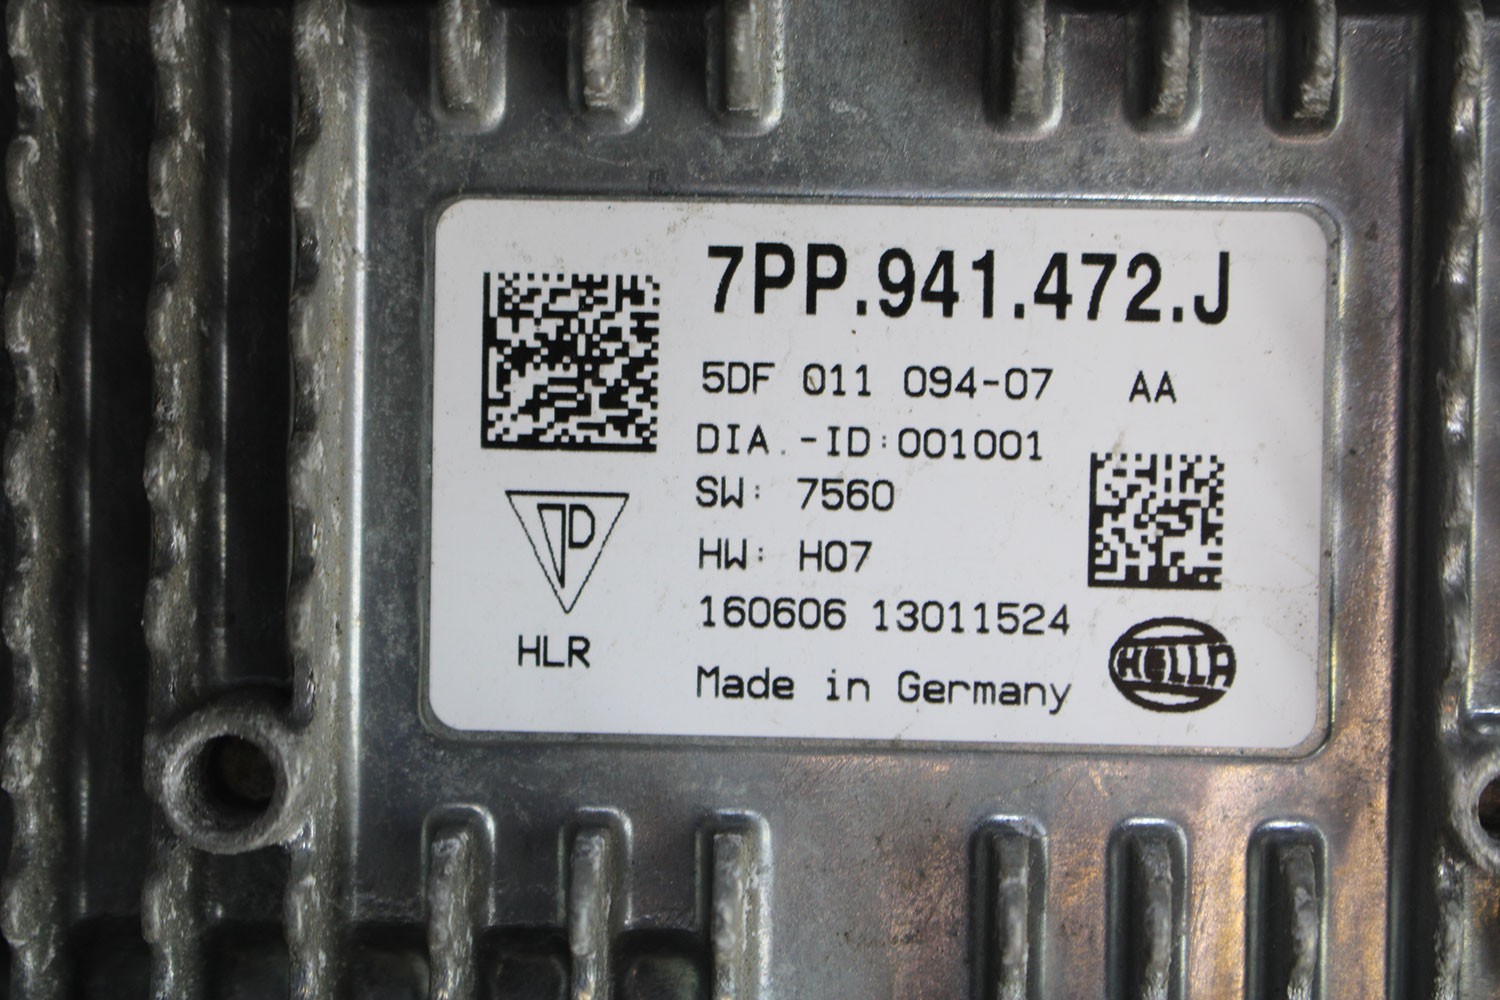 7PP.941.472.J
5DF 011 094-07 AA
DIA.-ID:001001
SW: 7560
HW: H07
160606 13011524
Made in Germany
HLR
HELLA